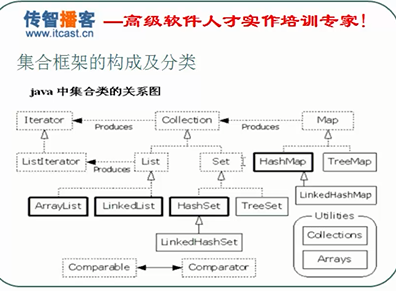 传智播客 —高级软件人才实作培训专家!
www.itcast.cn
集合框架的构成及分类
java 中集合类的关系图
Iterator Collection Map
Produces Produces
ListIterator List Set HashMap TreeMap
Produces
LinkedHashMap
ArrayList LinkedList HashSet TreeSet
Utilities
Collections
LinkedHashSet
Arrays
Comparable Comparator